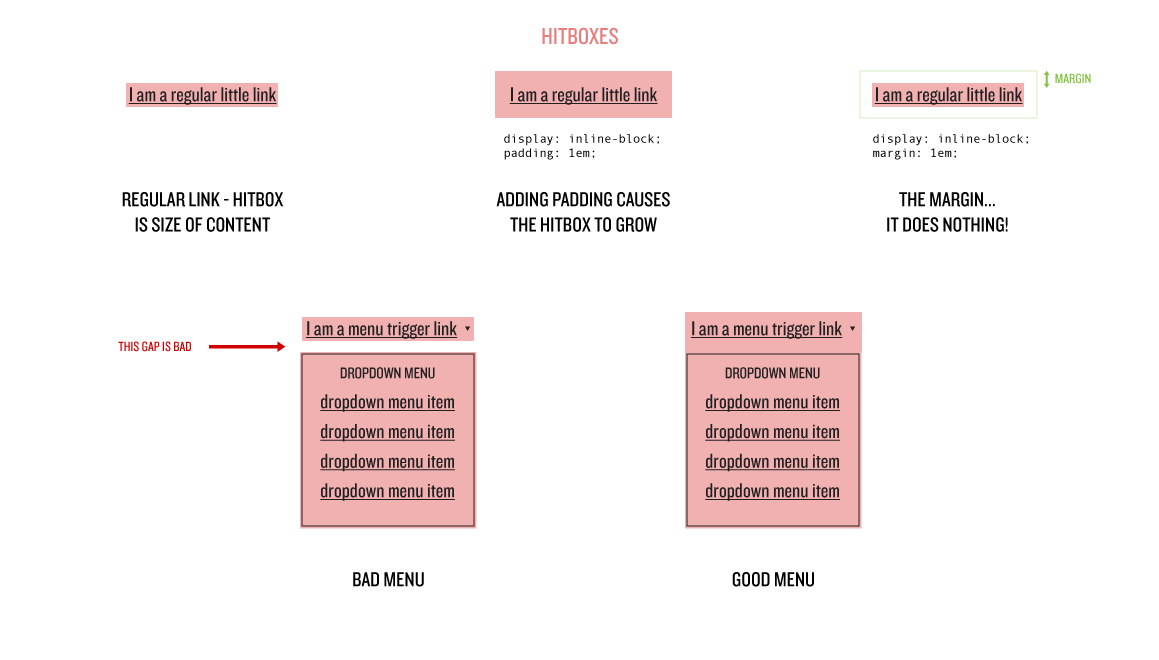 HITBOXES
I am a regular little link
I am a regular little link
I am a regular little link
MARGIN
display: inline-block;
padding: 1em;
display: inline-block;
margin: 1em;
REGULAR LINK - HITBOX
IS SIZE OF CONTENT
ADDING PADDING CAUSES
THE HITBOX TO GROW
THE MARGIN...
IT DOES NOTHING!
THIS GAP IS BAD
I am a menu trigger link ▾
DROPDOWN MENU
dropdown menu item
dropdown menu item
dropdown menu item
dropdown menu item
BAD MENU
I am a menu trigger link ▾
DROPDOWN MENU
dropdown menu item
dropdown menu item
dropdown menu item
dropdown menu item
GOOD MENU